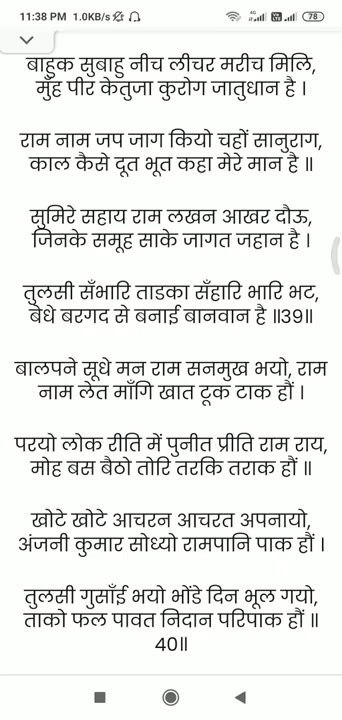 11:38 PM 1.0KB/s
4G 78
बाहुक सुबाहु नीच लीचर मरीच मिलि,
मुँह पीर केतुजा कुरोग जातुधान है ।
राम नाम जप जाग कियो चहों सानुराग,
काल कैसे दूत भूत कहा मेरे मान है ॥
सुमिरे सहाय राम लखन आखर दौऊ,
जिनके समूह साके जागत जहान है ।
तुलसी सँभारि ताडका सँहारि भारि भट,
बेधे बरगद से बनाई बानवान है ॥39॥
बालपने सूधे मन राम सनमुख भयो, राम
नाम लेत माँगि खात टूक टाक हौं ।
परयो लोक रीति में पुनीत प्रीति राम राय,
मोह बस बैठो तोरि तरकि तराक हौं ॥
खोटे खोटे आचरन आचरत अपनायो,
अंजनी कुमार सोध्यो रामपानि पाक हौं ।
तुलसी गुसाँई भयो भोंडे दिन भूल गयो,
ताको फल पावत निदान परिपाक हौं ॥
40॥